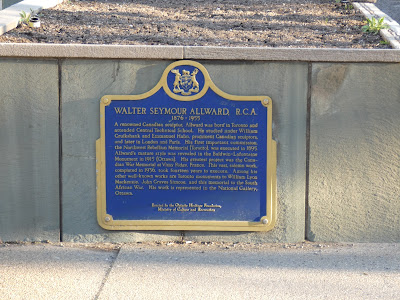 WALTER SEYMOUR ALLWARD, R.C.A.
1876-1955
A renowned Canadian sculptor, Allward was born in Toronto and
attended Central Technical School. He studied under William
Cruikshank and Emmanuel Hahn, prominent Canadian sculptors,
and later in London and Paris. His first important commission,
the Northwest Rebellion Memorial (Toronto), was executed in 1895.
Allward's mature style was revealed in the Baldwin-Lafontaine
Monument in (Ottawa). His greatest project was the Cana-
dian War Memorial at Vimy Ridge, France. This vast, ornate work,
completed in 1936, took fourteen years to execute. Among his
other well-known works are Toronto monuments to William Lyon
Mackenzie, John Graves Simcoe, and this memorial to the South
African War. His work is represented in the National Gallery,
Ottawa.
Erected by the Ontario Heritage Foundation,
Ministry of Culture and Recreation